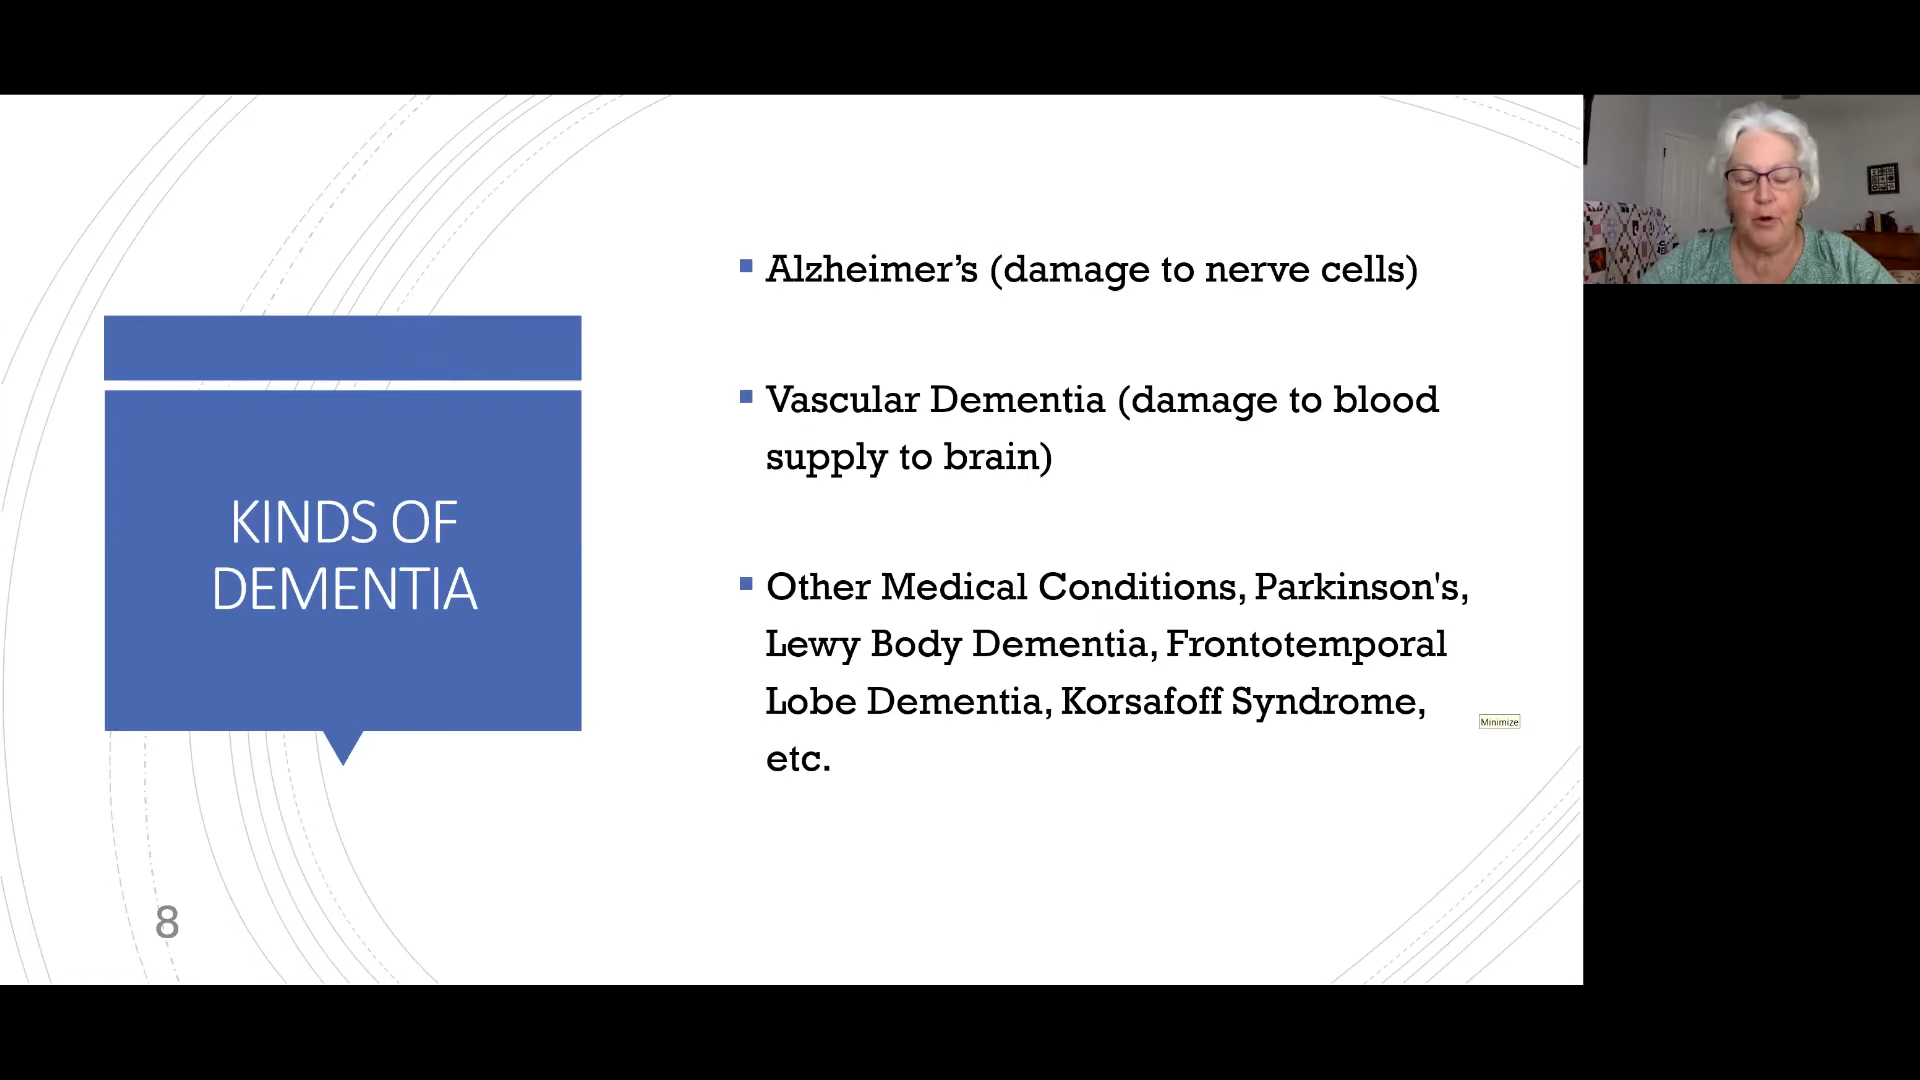 KINDS OF
DEMENTIA
▪ Alzheimer’s (damage to nerve cells)
▪ Vascular Dementia (damage to blood
supply to brain)
▪ Other Medical Conditions, Parkinson's,
Lewy Body Dementia, Frontotemporal
Lobe Dementia, Korsafoff Syndrome,
etc.
Minimize
8